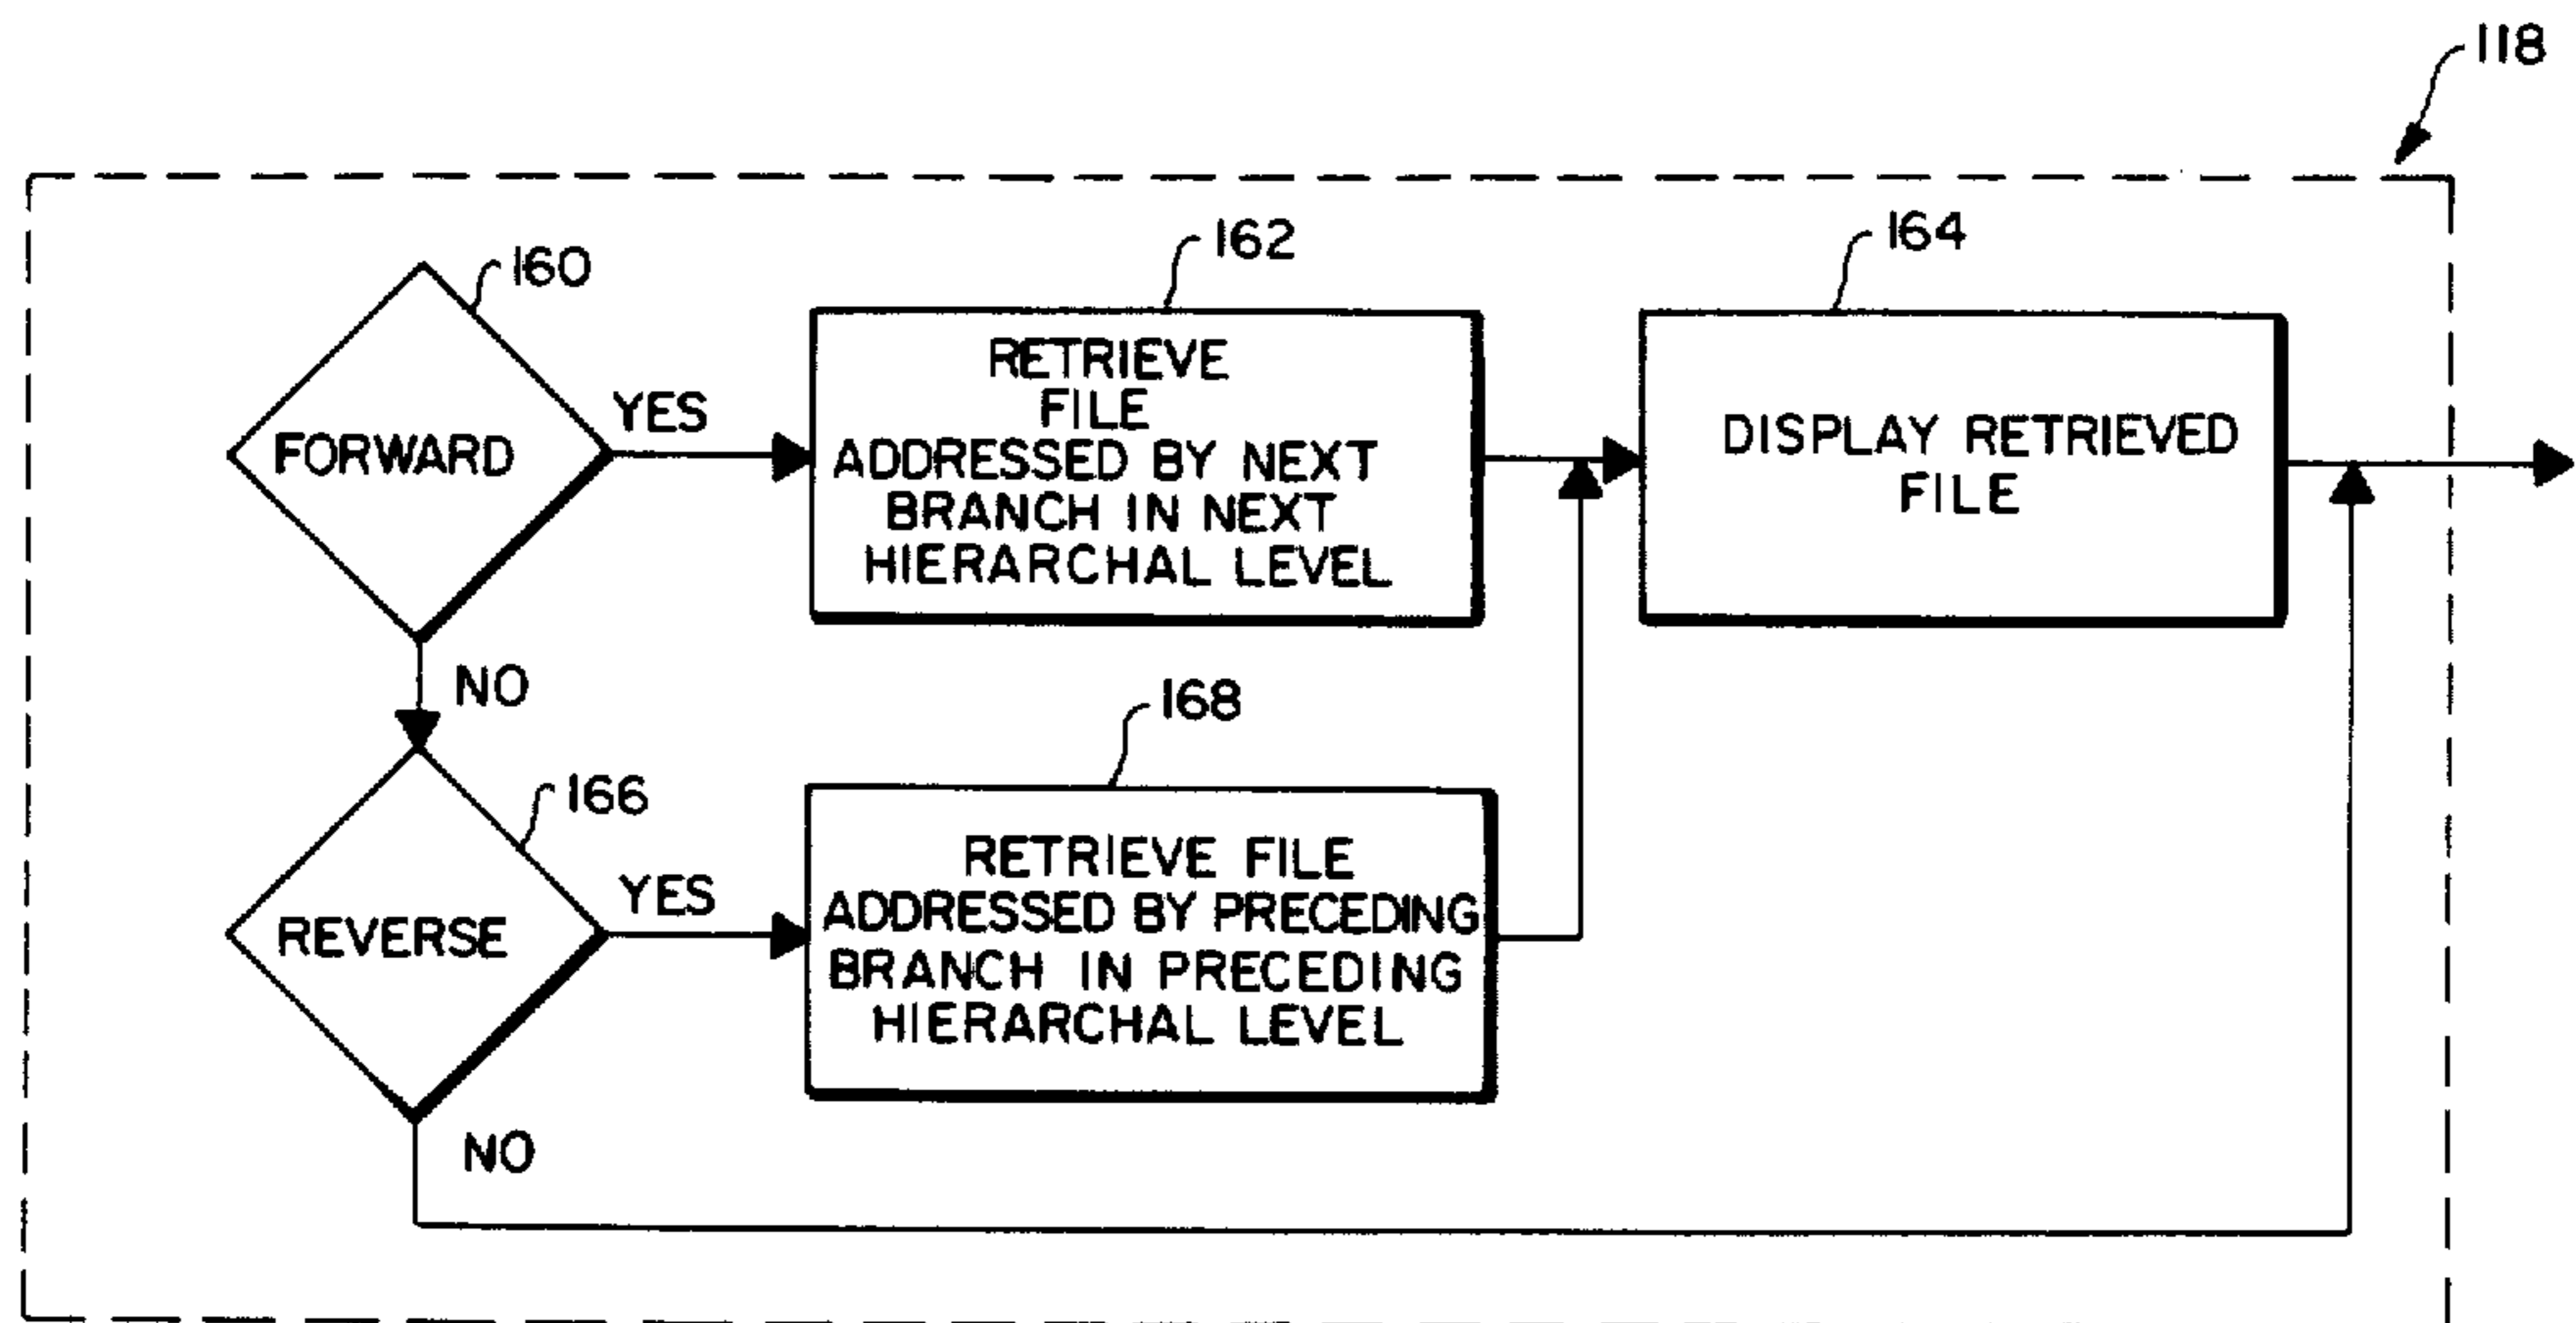 118
160
FORWARD
YES
162
RETRIEVE
FILE
ADDRESSED BY NEXT
BRANCH IN NEXT
HIERARCHAL LEVEL
164
DISPLAY RETRIEVED
FILE
NO
166
REVERSE
YES
168
RETRIEVE FILE
ADDRESSED BY PRECEDING
BRANCH IN PRECEDING
HIERARCHAL LEVEL
NO